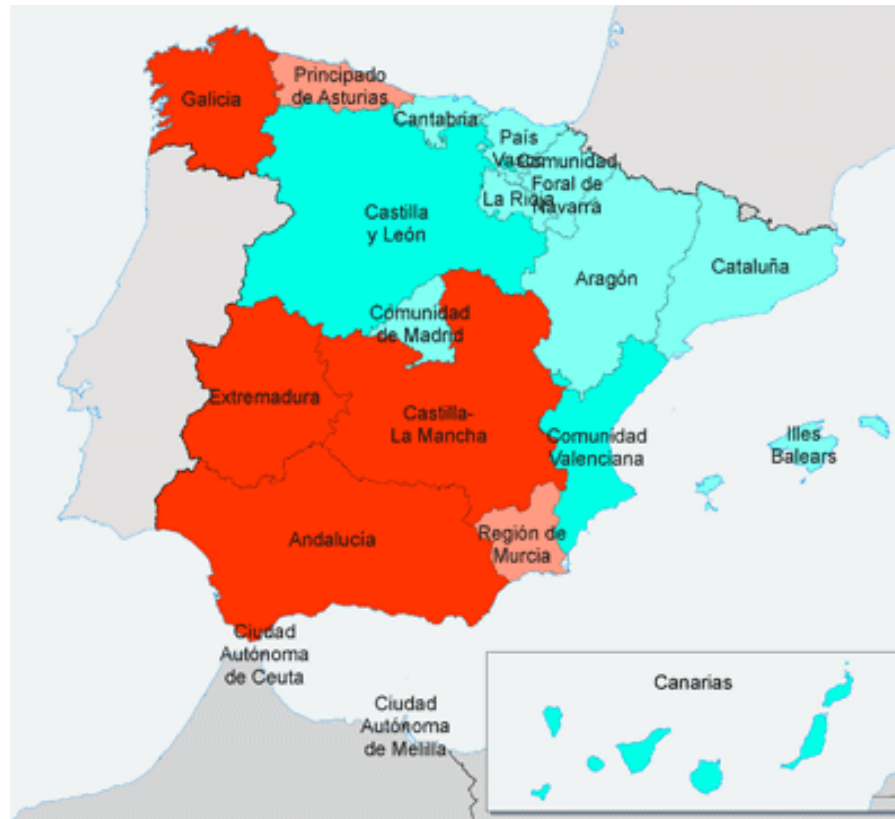 Galicia
Principado
de Asturias
Cantabria
País
Vasco
Comunidad
Foral de
Navarra
La Rioja
Castilla
y León
Aragón
Cataluña
Comunidad
de Madrid
Extremadura
Castilla-
La Mancha
Comunidad
Valenciana
Illes
Balears
Andalucía
Región de
Murcia
Ciudad
Autónoma
de Ceuta
Ciudad
Autónoma
de Melilla
Canarias